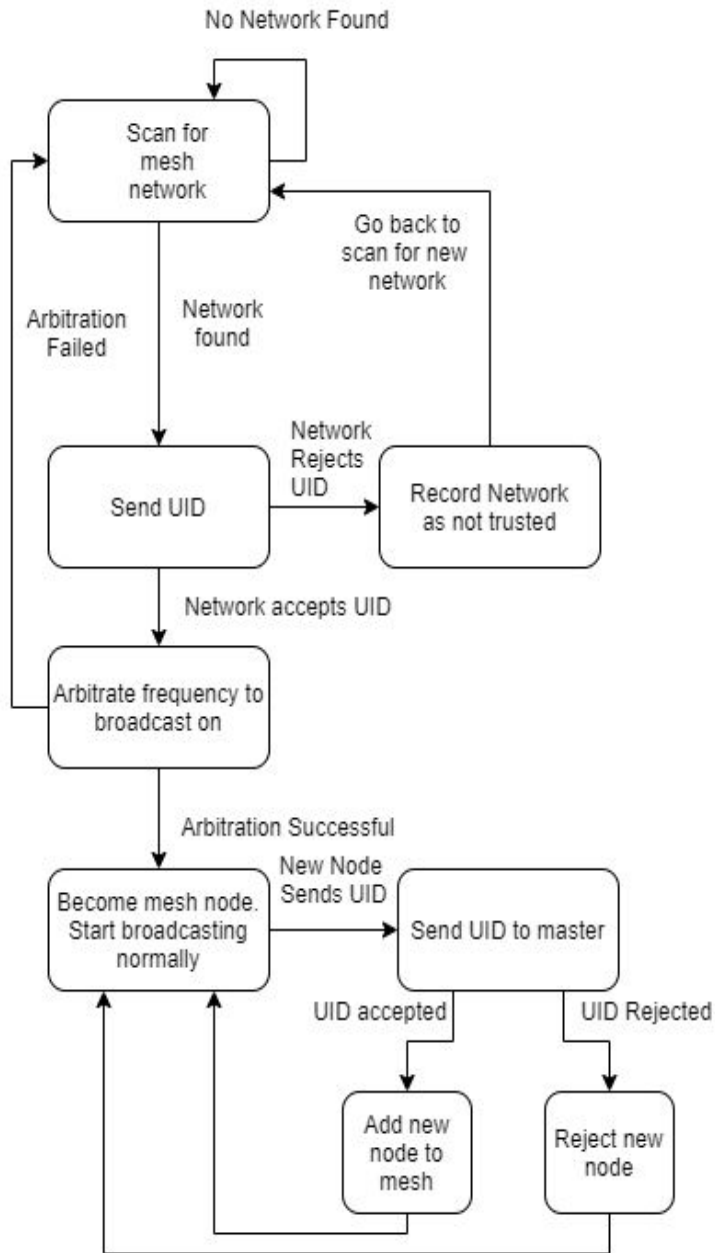 No Network Found
Scan for
mesh
network
Go back to
scan for new
network
Arbitration
Failed
Network
found
Network
Rejects
UID
Send UID
Record Network
as not trusted
Network accepts UID
Arbitrate frequency to
broadcast on
Arbitration Successful
New Node
Sends UID
Become mesh node.
Start broadcasting
normally
Send UID to master
UID accepted
UID Rejected
Add new
node to
mesh
Reject new
node